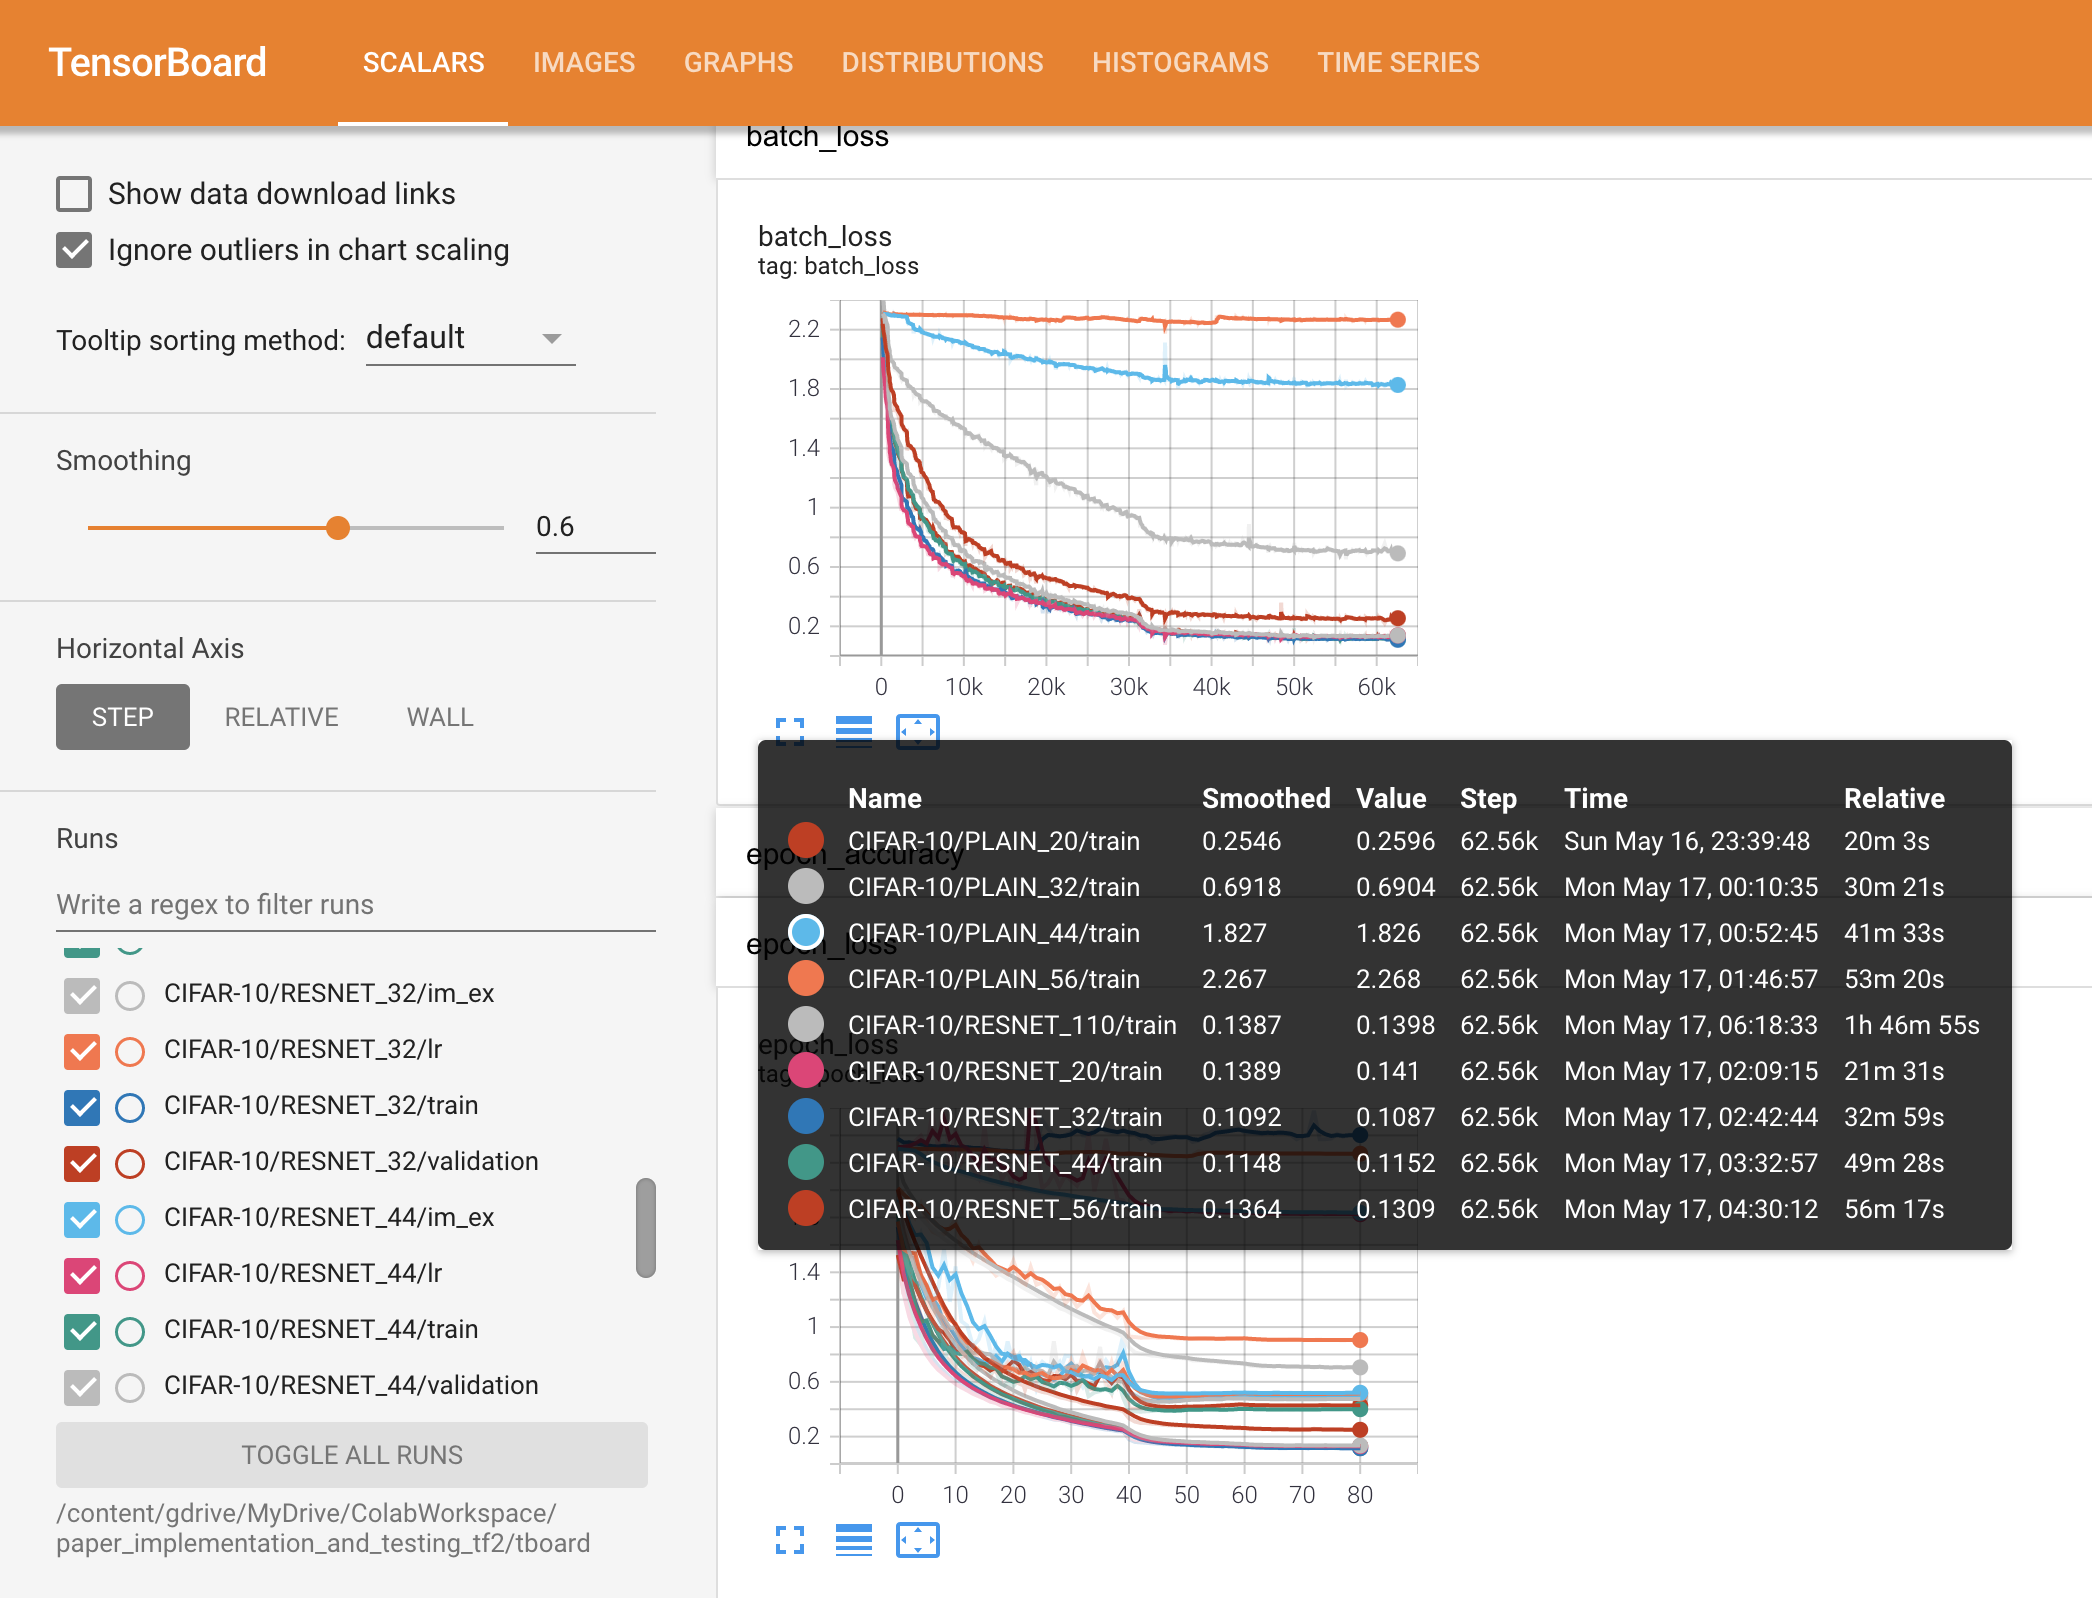 TensorBoard SCALARS IMAGES GRAPHS DISTRIBUTIONS HISTOGRAMS TIME SERIES
Show data download links
Ignore outliers in chart scaling
Tooltip sorting method: default
Smoothing
0.6
Horizontal Axis
STEP RELATIVE WALL
Runs
Write a regex to filter runs
CIFAR-10/RESNET_32/im_ex
CIFAR-10/RESNET_32/lr
CIFAR-10/RESNET_32/train
CIFAR-10/RESNET_32/validation
CIFAR-10/RESNET_44/im_ex
CIFAR-10/RESNET_44/lr
CIFAR-10/RESNET_44/train
CIFAR-10/RESNET_44/validation
TOGGLE ALL RUNS
/content/gdrive/MyDrive/ColabWorkspace/
paper_implementation_and_testing_tf2/tboard
batch_loss
batch_loss
tag: batch_loss
2.2
1.8
1.4
1
0.6
0.2
0 10k 20k 30k 40k 50k 60k
Name Smoothed Value Step Time Relative
CIFAR-10/PLAIN_20/train 0.2546 0.2596 62.56k Sun May 16, 23:39:48 20m 3s
CIFAR-10/PLAIN_32/train 0.6918 0.6904 62.56k Mon May 17, 00:10:35 30m 21s
CIFAR-10/PLAIN_44/train 1.827 1.826 62.56k Mon May 17, 00:52:45 41m 33s
CIFAR-10/PLAIN_56/train 2.267 2.268 62.56k Mon May 17, 01:46:57 53m 20s
CIFAR-10/RESNET_110/train 0.1387 0.1398 62.56k Mon May 17, 06:18:33 1h 46m 55s
CIFAR-10/RESNET_20/train 0.1389 0.141 62.56k Mon May 17, 02:09:15 21m 31s
CIFAR-10/RESNET_32/train 0.1092 0.1087 62.56k Mon May 17, 02:42:44 32m 59s
CIFAR-10/RESNET_44/train 0.1148 0.1152 62.56k Mon May 17, 03:32:57 49m 28s
CIFAR-10/RESNET_56/train 0.1364 0.1309 62.56k Mon May 17, 04:30:12 56m 17s
epoch_accuracy
epoch_loss
epoch_loss
tag: epoch_loss
1.4
1
0.6
0.2
0 10 20 30 40 50 60 70 80